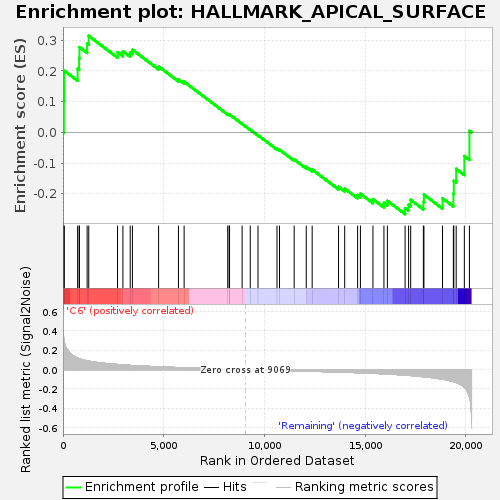 Enrichment plot: HALLMARK_APICAL_SURFACE
Enrichment score (ES)
0.3
0.2
0.1
0.0
-0.1
-0.2
'C6' (positively correlated)
Ranked list metric (Signal2Noise)
0.6
0.4
0.2
0.0
-0.2
-0.4
-0.6
Zero cross at 9069
'Remaining' (negatively correlated)
0
5,000
10,000
15,000
20,000
Rank in Ordered Dataset
Enrichment profile
Hits
Ranking metric scores